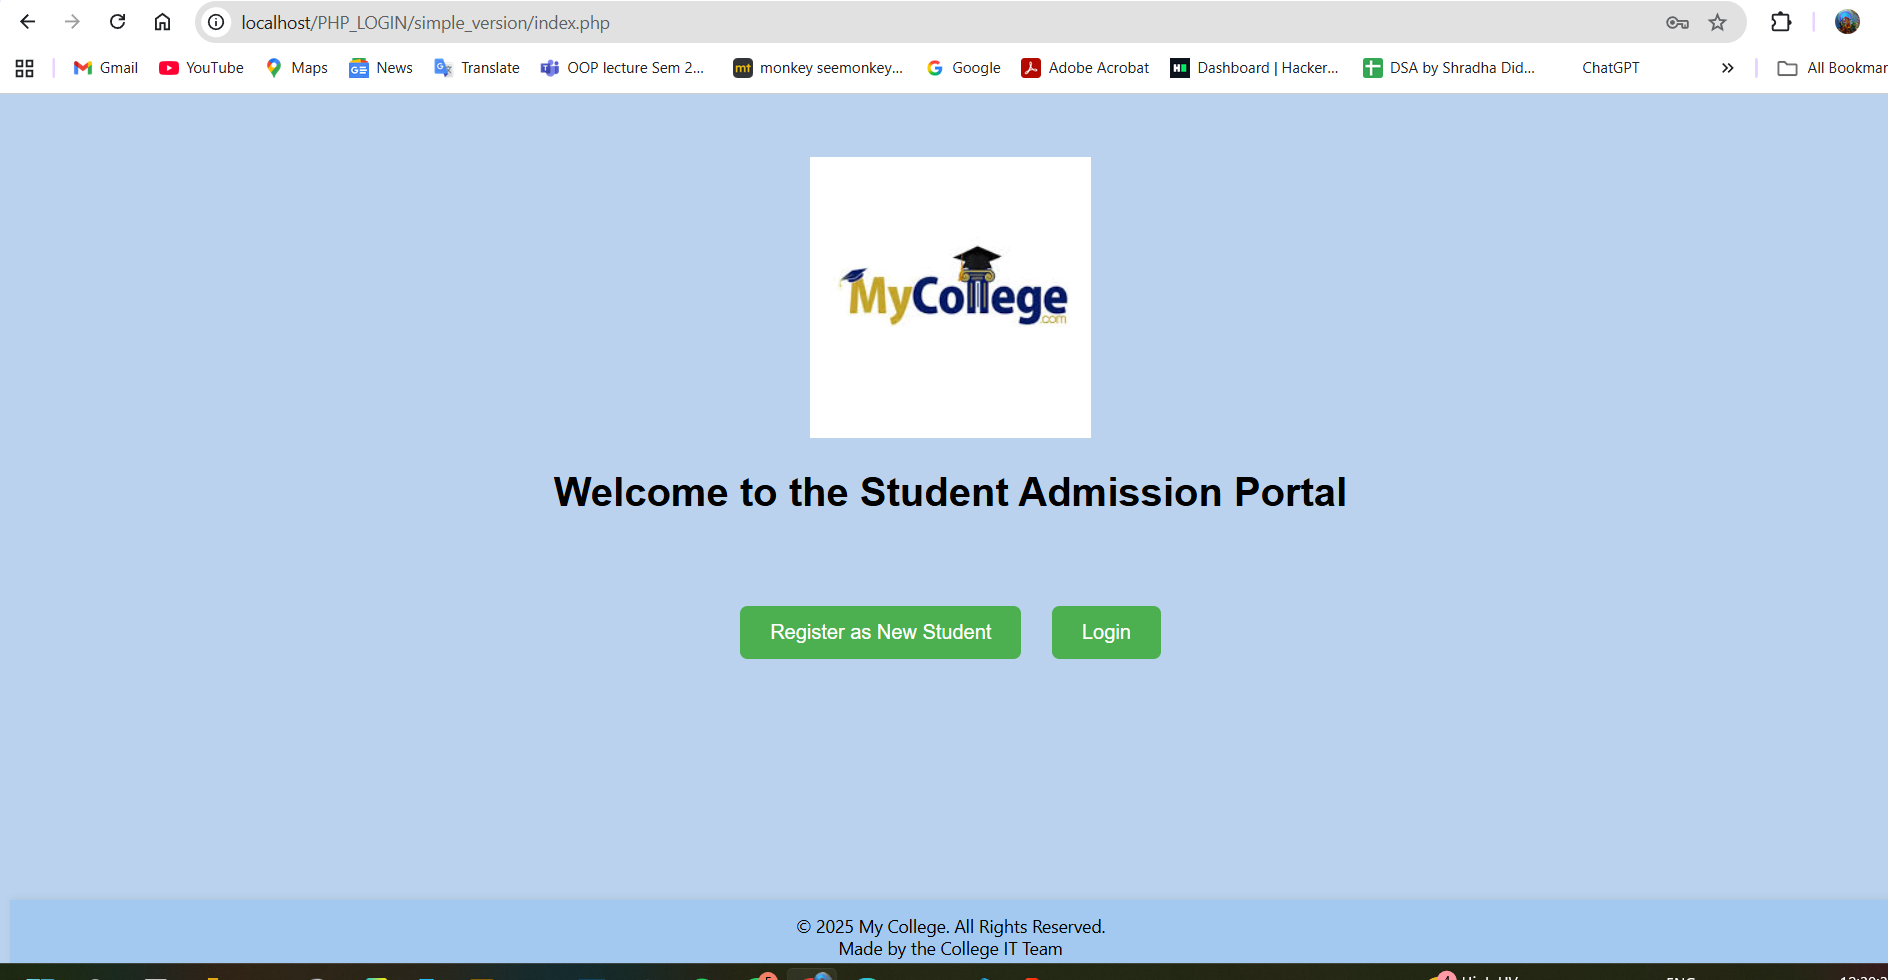 localhost/PHP_LOGIN/simple_version/index.php
Gmail YouTube Maps News Translate OOP lecture Sem 2... monkey seemonkey... Google Adobe Acrobat Dashboard | Hacker... DSA by Shradha Did... ChatGPT » All Bookmar
MyCollege
.com
Welcome to the Student Admission Portal
Register as New Student Login
© 2025 My College. All Rights Reserved.
Made by the College IT Team